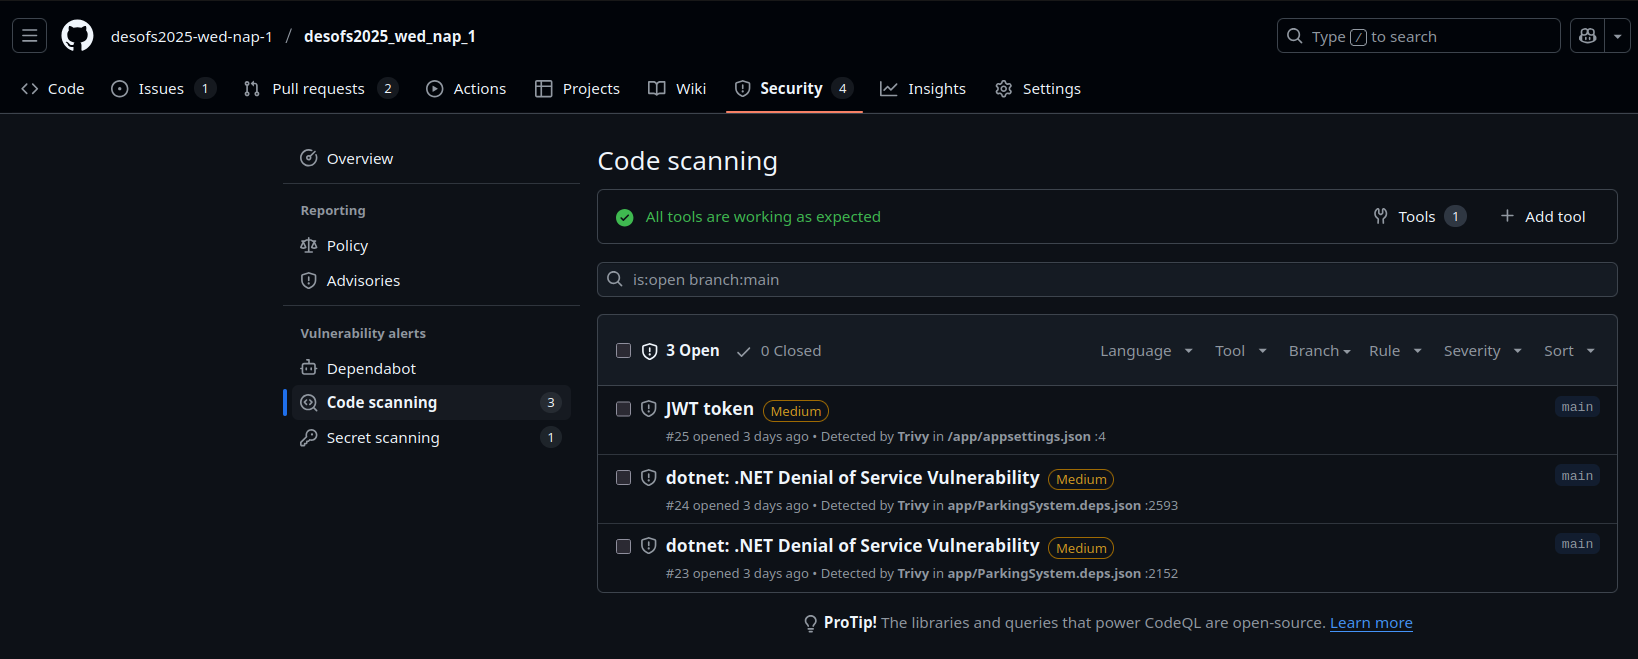 desofs2025-wed-nap-1 / desofs2025_wed_nap_1
Type / to search
Code
Issues 1
Pull requests 2
Actions
Projects
Wiki
Security 4
Insights
Settings
Overview
Reporting
Policy
Advisories
Vulnerability alerts
Dependabot
Code scanning 3
Secret scanning 1
Code scanning
All tools are working as expected
Tools 1
Add tool
is:open branch:main
3 Open
0 Closed
Language
Tool
Branch
Rule
Severity
Sort
JWT token Medium
main
#25 opened 3 days ago • Detected by Trivy in /app/appsettings.json :4
dotnet: .NET Denial of Service Vulnerability Medium
main
#24 opened 3 days ago • Detected by Trivy in app/ParkingSystem.deps.json :2593
dotnet: .NET Denial of Service Vulnerability Medium
main
#23 opened 3 days ago • Detected by Trivy in app/ParkingSystem.deps.json :2152
ProTip! The libraries and queries that power CodeQL are open-source. Learn more